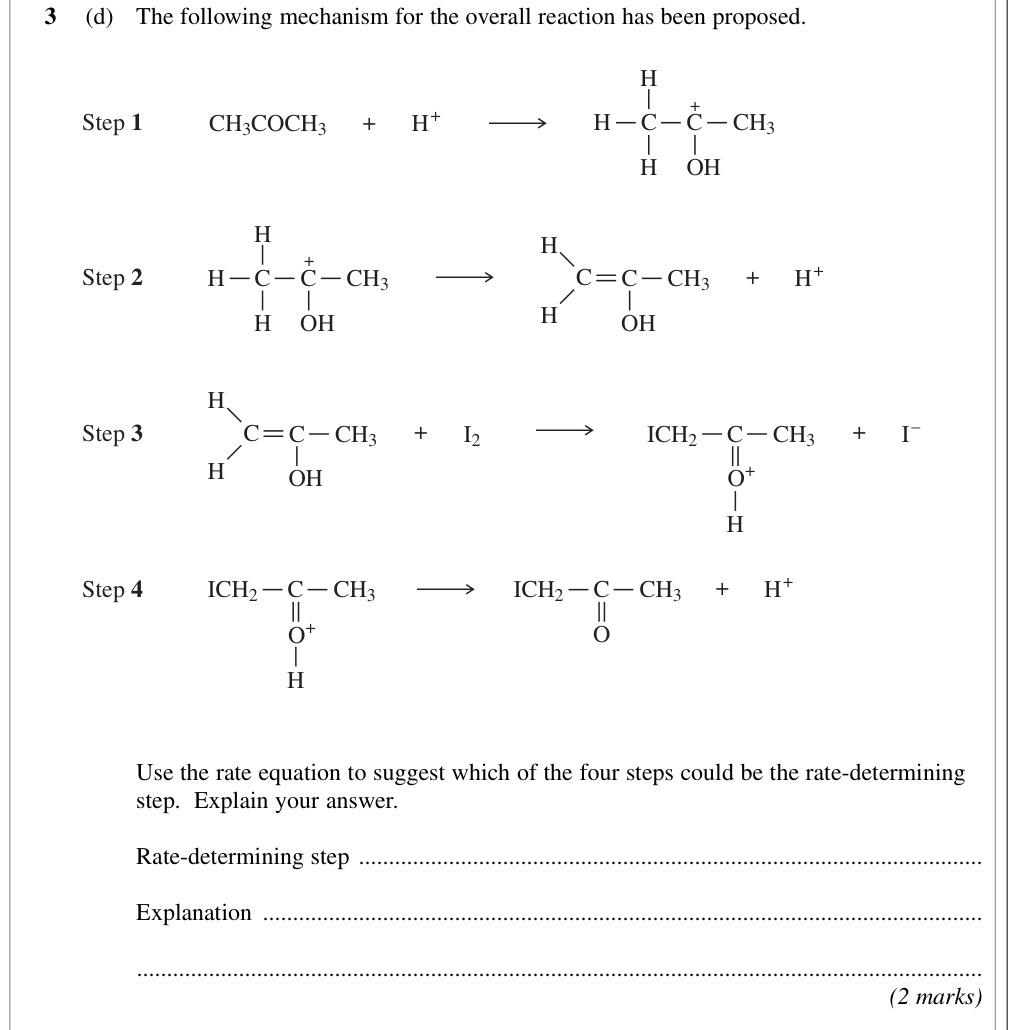 3 (d) The following mechanism for the overall reaction has been proposed.
H
|
Step 1 CH₃COCH₃ + H⁺ ⟶ H — C — C⁺ — CH₃
| |
H OH
H
|
Step 2 H — C — C⁺ — CH₃ ⟶ C = C — CH₃ + H⁺
H
| | H |
H OH OH
H
Step 3 C = C — CH₃ + I₂ ⟶ ICH₂ — C — CH₃ + I⁻
H | ||
OH O⁺
|
H
Step 4 ICH₂ — C — CH₃ ⟶ ICH₂ — C — CH₃ + H⁺
|| ||
O⁺ O
|
H
Use the rate equation to suggest which of the four steps could be the rate-determining
step. Explain your answer.
Rate-determining step ............................................................
Explanation ............................................................
............................................................
(2 marks)